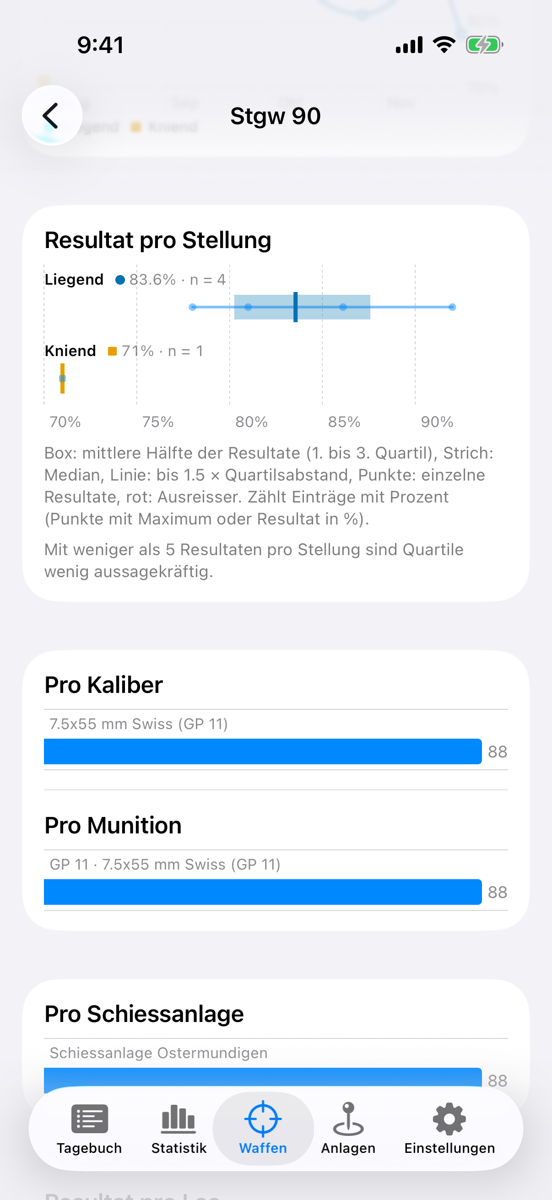 9:41
Stgw 90
Kniend
Resultat pro Stellung
Liegend 83.6% · n = 4
Kniend 71% · n = 1
70% 75% 80% 85% 90%
Box: mittlere Hälfte der Resultate (1. bis 3. Quartil), Strich:
Median, Linie: bis 1.5 × Quartilsabstand, Punkte: einzelne
Resultate, rot: Ausreisser. Zählt Einträge mit Prozent
(Punkte mit Maximum oder Resultat in %).
Mit weniger als 5 Resultaten pro Stellung sind Quartile
wenig aussagekräftig.
Pro Kaliber
7.5x55 mm Swiss (GP 11)
88
Pro Munition
GP 11 · 7.5x55 mm Swiss (GP 11)
88
Pro Schiessanlage
Schiessanlage Ostermundigen
88
Tagebuch Statistik Waffen Anlagen Einstellungen